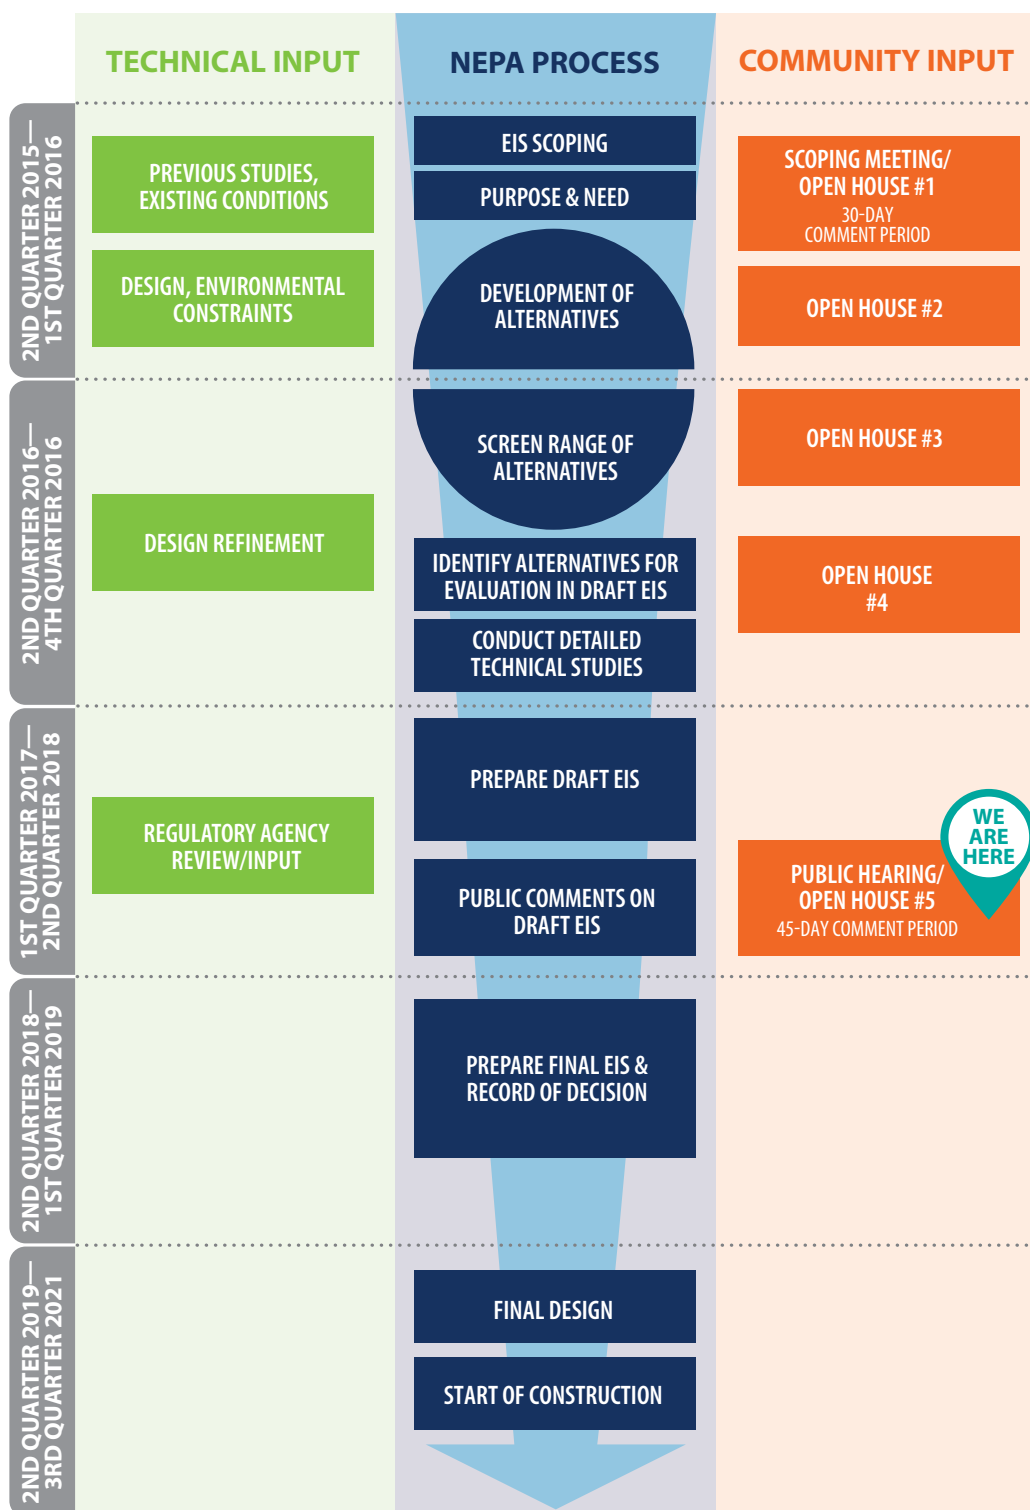 TECHNICAL INPUT
NEPA PROCESS
COMMUNITY INPUT
2ND QUARTER 2015—
1ST QUARTER 2016
PREVIOUS STUDIES,
EXISTING CONDITIONS
DESIGN, ENVIRONMENTAL
CONSTRAINTS
EIS SCOPING
PURPOSE & NEED
DEVELOPMENT OF
ALTERNATIVES
SCOPING MEETING/
OPEN HOUSE #1
30-DAY
COMMENT PERIOD
OPEN HOUSE #2
2ND QUARTER 2016—
4TH QUARTER 2016
DESIGN REFINEMENT
SCREEN RANGE OF
ALTERNATIVES
IDENTIFY ALTERNATIVES FOR
EVALUATION IN DRAFT EIS
CONDUCT DETAILED
TECHNICAL STUDIES
OPEN HOUSE #3
OPEN HOUSE
#4
1ST QUARTER 2017—
2ND QUARTER 2018
REGULATORY AGENCY
REVIEW/INPUT
PREPARE DRAFT EIS
PUBLIC COMMENTS ON
DRAFT EIS
WE
ARE
HERE
PUBLIC HEARING/
OPEN HOUSE #5
45-DAY COMMENT PERIOD
2ND QUARTER 2018—
1ST QUARTER 2019
PREPARE FINAL EIS &
RECORD OF DECISION
2ND QUARTER 2019—
3RD QUARTER 2021
FINAL DESIGN
START OF CONSTRUCTION